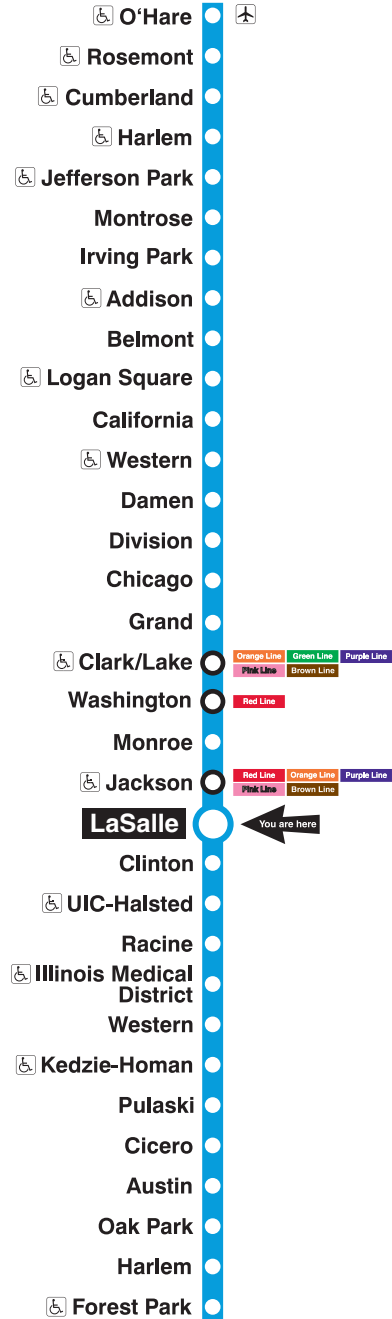 O‘Hare
Rosemont
Cumberland
Harlem
Jefferson Park
Montrose
Irving Park
Addison
Belmont
Logan Square
California
Western
Damen
Division
Chicago
Grand
Clark/Lake
Orange Line Green Line Purple Line
Pink Line Brown Line
Washington
Red Line
Monroe
Jackson
Red Line Orange Line Purple Line
Pink Line Brown Line
LaSalle
You are here
Clinton
UIC-Halsted
Racine
Illinois Medical
District
Western
Kedzie-Homan
Pulaski
Cicero
Austin
Oak Park
Harlem
Forest Park